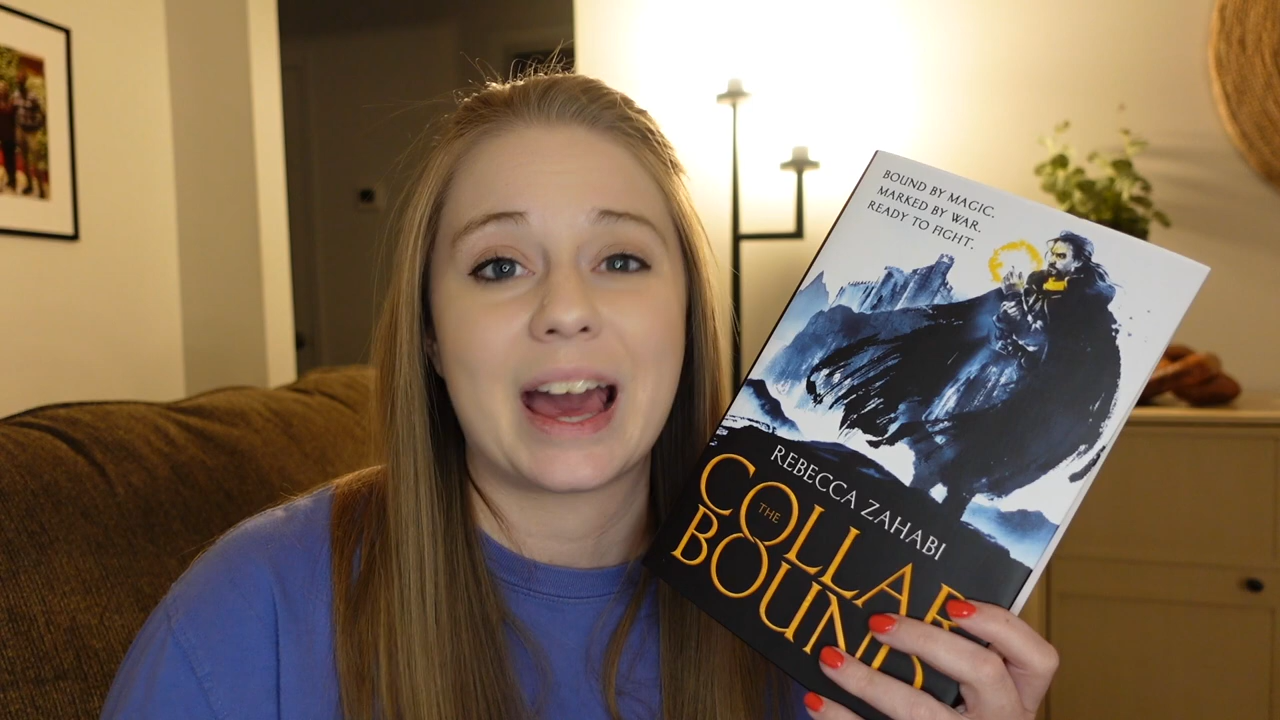 BOUND BY MAGIC.
MARKED BY WAR.
READY TO FIGHT.
REBECCA ZAHABI
THE
COLLAR
BOUND